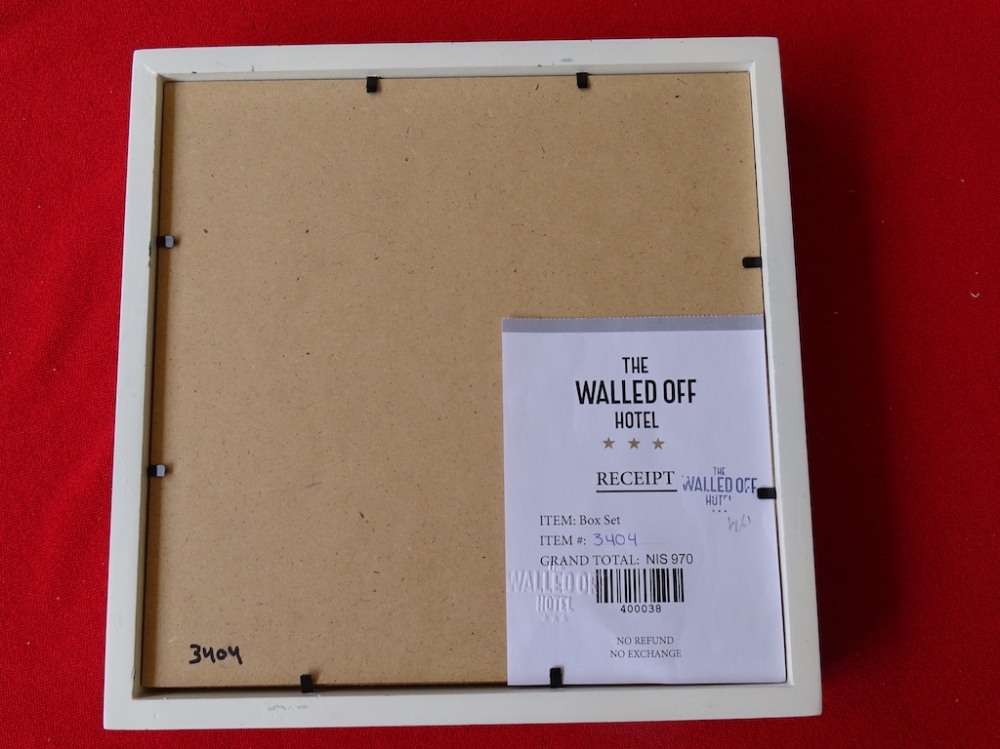 THE
WALLED OFF
HOTEL
RECEIPT
THE
WALLED OFF
HOTEL
ITEM: Box Set
ITEM #: 3404
GRAND TOTAL: NIS 970
THE
WALLED OFF
HOTEL
400038
NO REFUND
NO EXCHANGE
3404